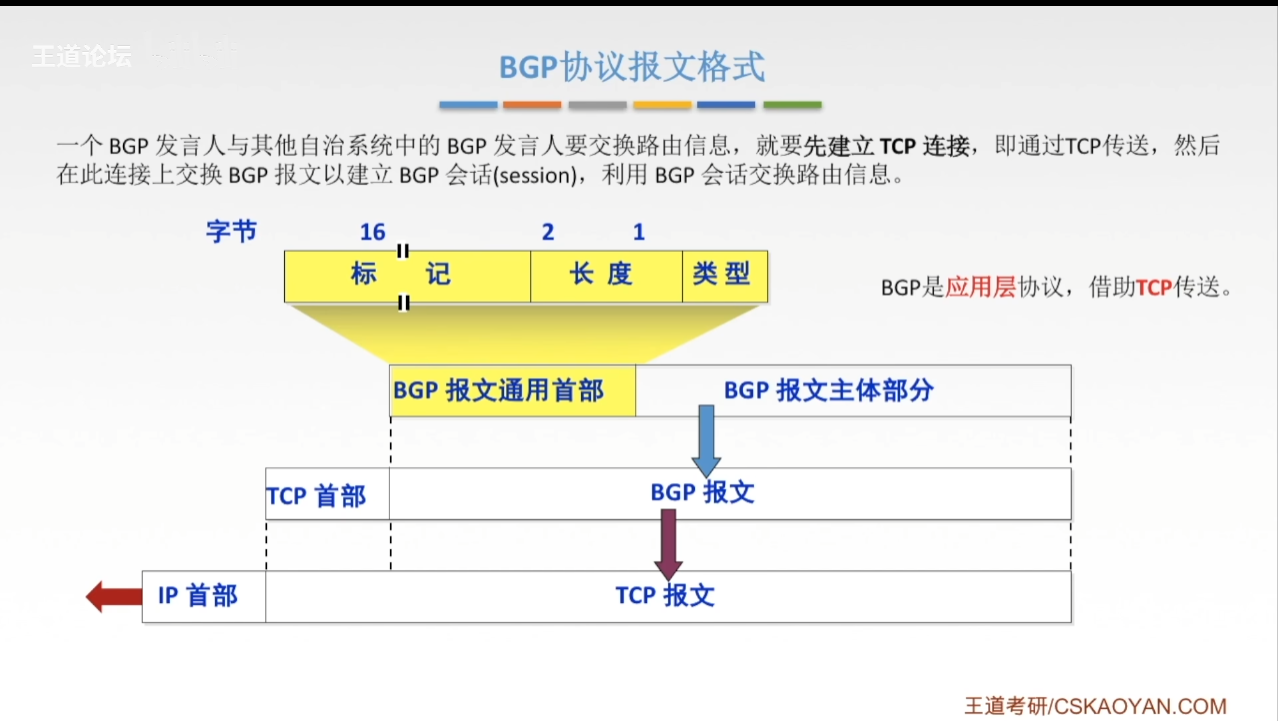 王道论坛
BGP协议报文格式
一个 BGP 发言人与其他自治系统中的 BGP 发言人要交换路由信息，就要先建立 TCP 连接，即通过TCP传送，然后
在此连接上交换 BGP 报文以建立 BGP 会话(session)，利用 BGP 会话交换路由信息。
字节 16 2 1
标 记 长 度 类 型
BGP是应用层协议，借助TCP传送。
BGP 报文通用首部 BGP 报文主体部分
TCP 首部 BGP 报文
IP 首部 TCP 报文
王道考研/CSKAOYAN.COM